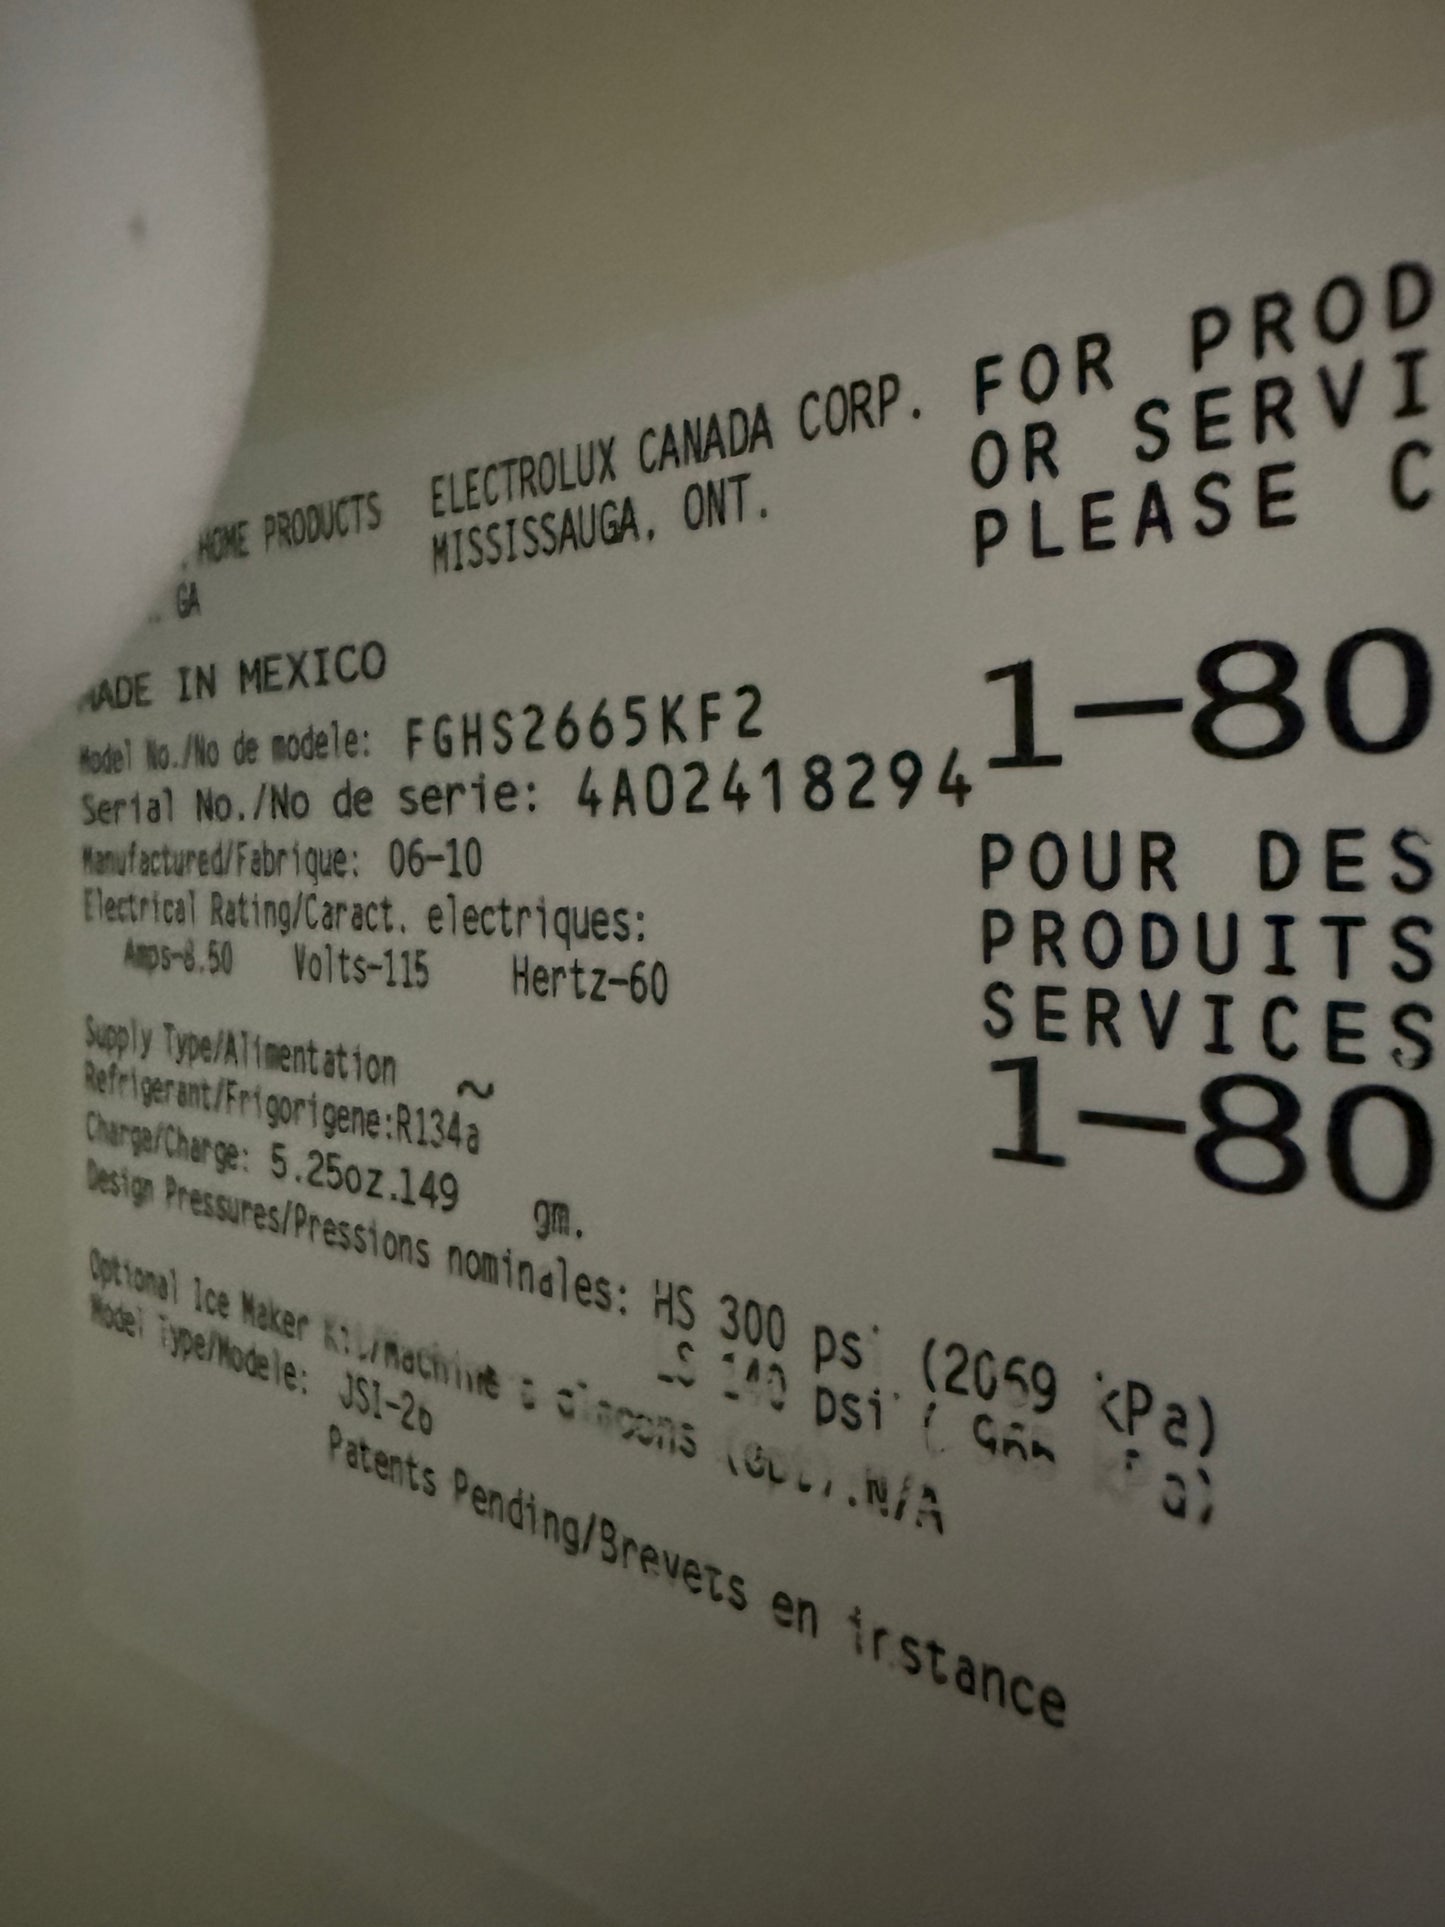 HOME PRODUCTS ELECTROLUX CANADA CORP.
GA MISSISSAUGA, ONT.
MADE IN MEXICO
Model No./No de modele: FGHS2665KF2
Serial No./No de serie: 4A02418294
Manufactured/Fabrique: 06-10
Electrical Rating/Caract. electriques:
Amps-8.50 Volts-115 Hertz-60
Supply Type/Alimentation ~
Refrigerant/Frigorigene:R134a
Charge/Charge: 5.25oz.149 gm.
Design Pressures/Pressions nominales: HS 300 psi (2069 kPa)
psi
Optional Ice Maker N/A
Model Type/Modele: JSI-26
Patents Pending/Brevets en instance
FOR PROD
OR SERVI
PLEASE C
1-80
POUR DES
PRODUITS
SERVICES
1-80